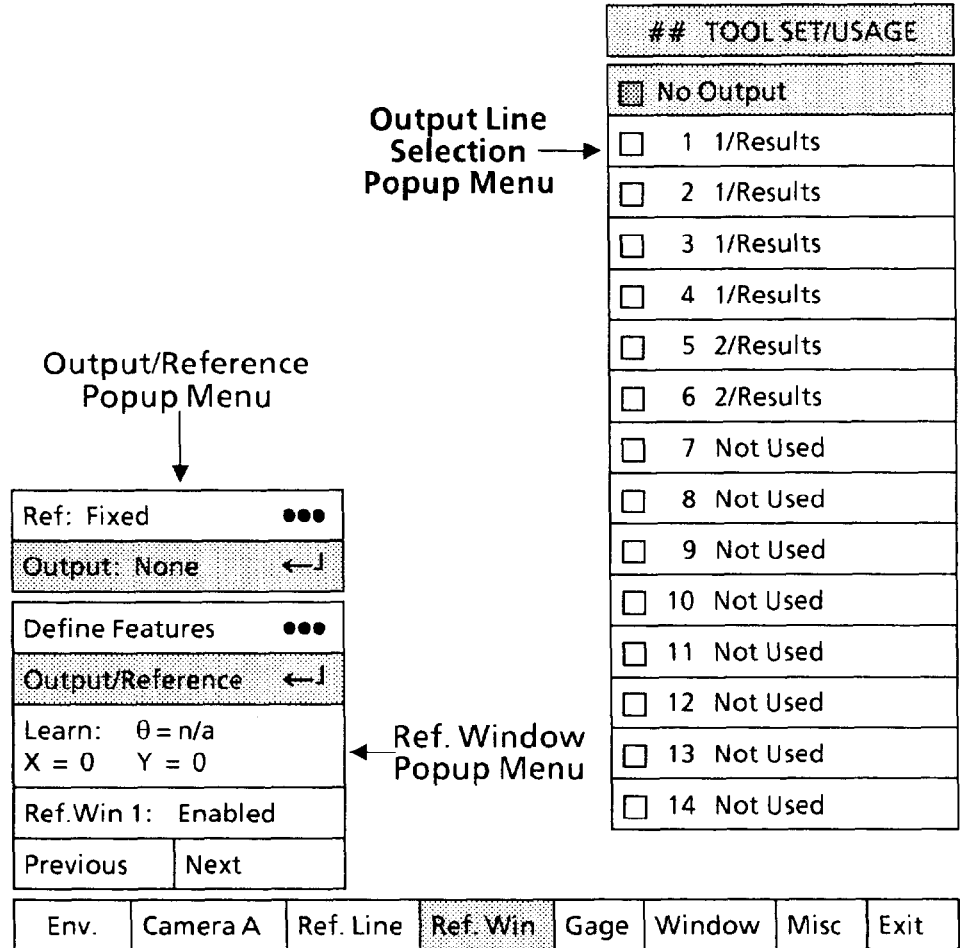 ## TOOL SET/USAGE
No Output
Output Line
Selection
Popup Menu
1 1/Results
2 1/Results
3 1/Results
4 1/Results
5 2/Results
6 2/Results
7 Not Used
8 Not Used
9 Not Used
10 Not Used
11 Not Used
12 Not Used
13 Not Used
14 Not Used
Output/Reference
Popup Menu
Ref: Fixed
Output: None
Define Features
Output/Reference
Learn: θ = n/a
X = 0 Y = 0
Ref.Win 1: Enabled
Previous Next
Ref. Window
Popup Menu
Env. Camera A Ref. Line Ref. Win Gage Window Misc Exit